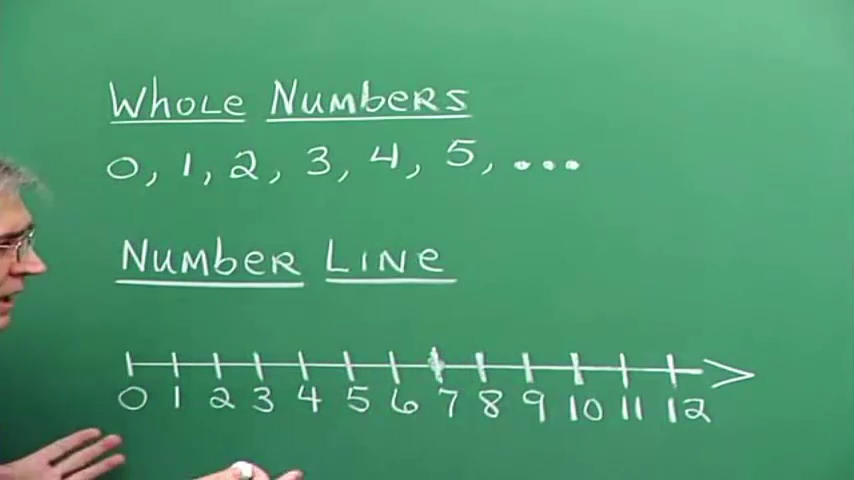 Whole Numbers
0, 1, 2, 3, 4, 5, ...
Number Line
0 1 2 3 4 5 6 7 8 9 10 11 12